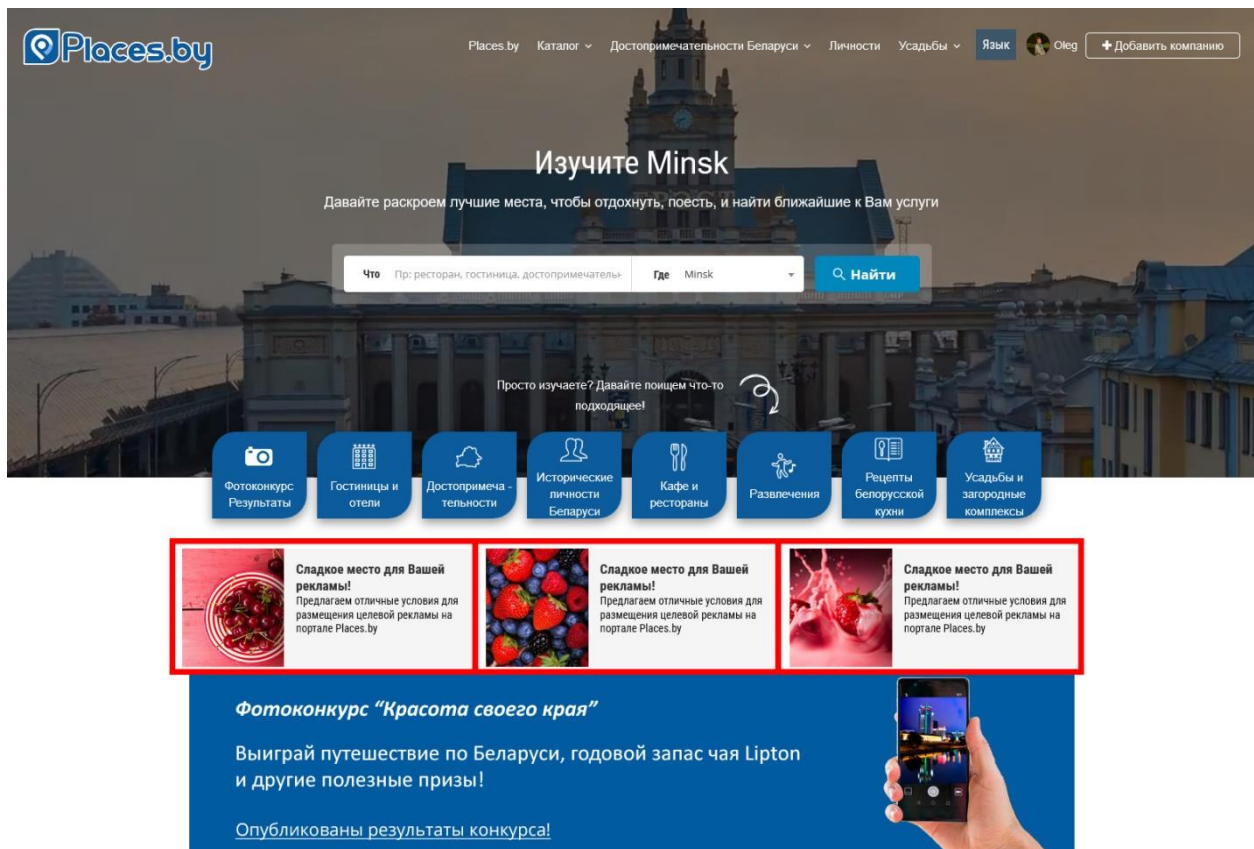 Places.by
Places.by Каталог Достопримечательности Беларуси Личности Усадьбы Язык Oleg + Добавить компанию
Изучите Minsk
Давайте раскроем лучшие места, чтобы отдохнуть, поесть, и найти ближайшие к Вам услуги
Что Пр: ресторан, гостиница, достопримечательн Где Minsk Найти
Просто изучаете? Давайте поищем что-то
подходящее!
Фотоконкурс
Результаты
Гостиницы и
отели
Достопримеча -
тельности
Исторические
личности
Беларуси
Кафе и
рестораны
Развлечения
Рецепты
белорусской
кухни
Усадьбы и
загородные
комплексы
Сладкое место для Вашей
рекламы!
Предлагаем отличные условия для
размещения целевой рекламы на
портале Places.by
Сладкое место для Вашей
рекламы!
Предлагаем отличные условия для
размещения целевой рекламы на
портале Places.by
Сладкое место для Вашей
рекламы!
Предлагаем отличные условия для
размещения целевой рекламы на
портале Places.by
Фотоконкурс “Красота своего края”
Выиграй путешествие по Беларуси, годовой запас чая Lipton
и другие полезные призы!
Опубликованы результаты конкурса!